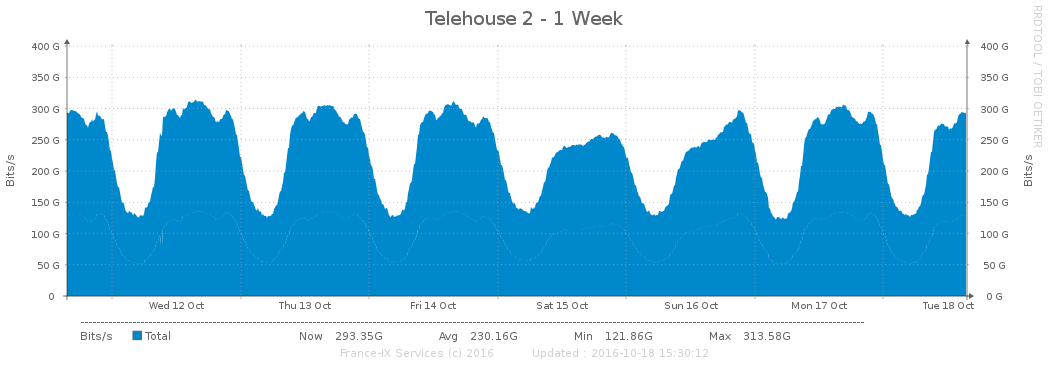 Telehouse 2 - 1 Week
RRDTOOL / TOBI OETIKER
400 G 400 G
350 G 350 G
300 G 300 G
250 G 250 G
200 G 200 G
150 G 150 G
100 G 100 G
50 G 50 G
0 0 G
Bits/s
Bits/s
Wed 12 Oct Thu 13 Oct Fri 14 Oct Sat 15 Oct Sun 16 Oct Mon 17 Oct Tue 18 Oct
Bits/s Total Now 293.35G Avg 230.16G Min 121.86G Max 313.58G
France-IX Services (c) 2016 Updated : 2016-10-18 15:30:12